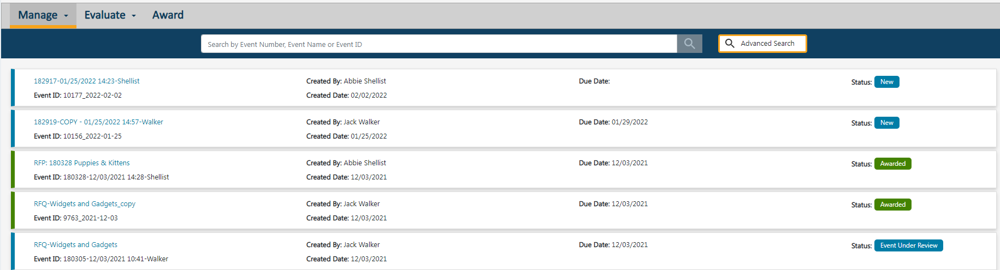 Manage Evaluate Award
Search by Event Number, Event Name or Event ID Advanced Search
182917-01/25/2022 14:23-Shellist Created By: Abbie Shellist Due Date: Status: New
Event ID: 10177_2022-02-02 Created Date: 02/02/2022
182919-COPY - 01/25/2022 14:57-Walker Created By: Jack Walker Due Date: 01/29/2022 Status: New
Event ID: 10156_2022-01-25 Created Date: 01/25/2022
RFP: 180328 Puppies & Kittens Created By: Abbie Shellist Due Date: 12/03/2021 Status: Awarded
Event ID: 180328-12/03/2021 14:28-Shellist Created Date: 12/03/2021
RFQ-Widgets and Gadgets_copy Created By: Jack Walker Due Date: 12/03/2021 Status: Awarded
Event ID: 9763_2021-12-03 Created Date: 12/03/2021
RFQ-Widgets and Gadgets Created By: Jack Walker Due Date: 12/03/2021 Status: Event Under Review
Event ID: 180305-12/03/2021 10:41-Walker Created Date: 12/03/2021